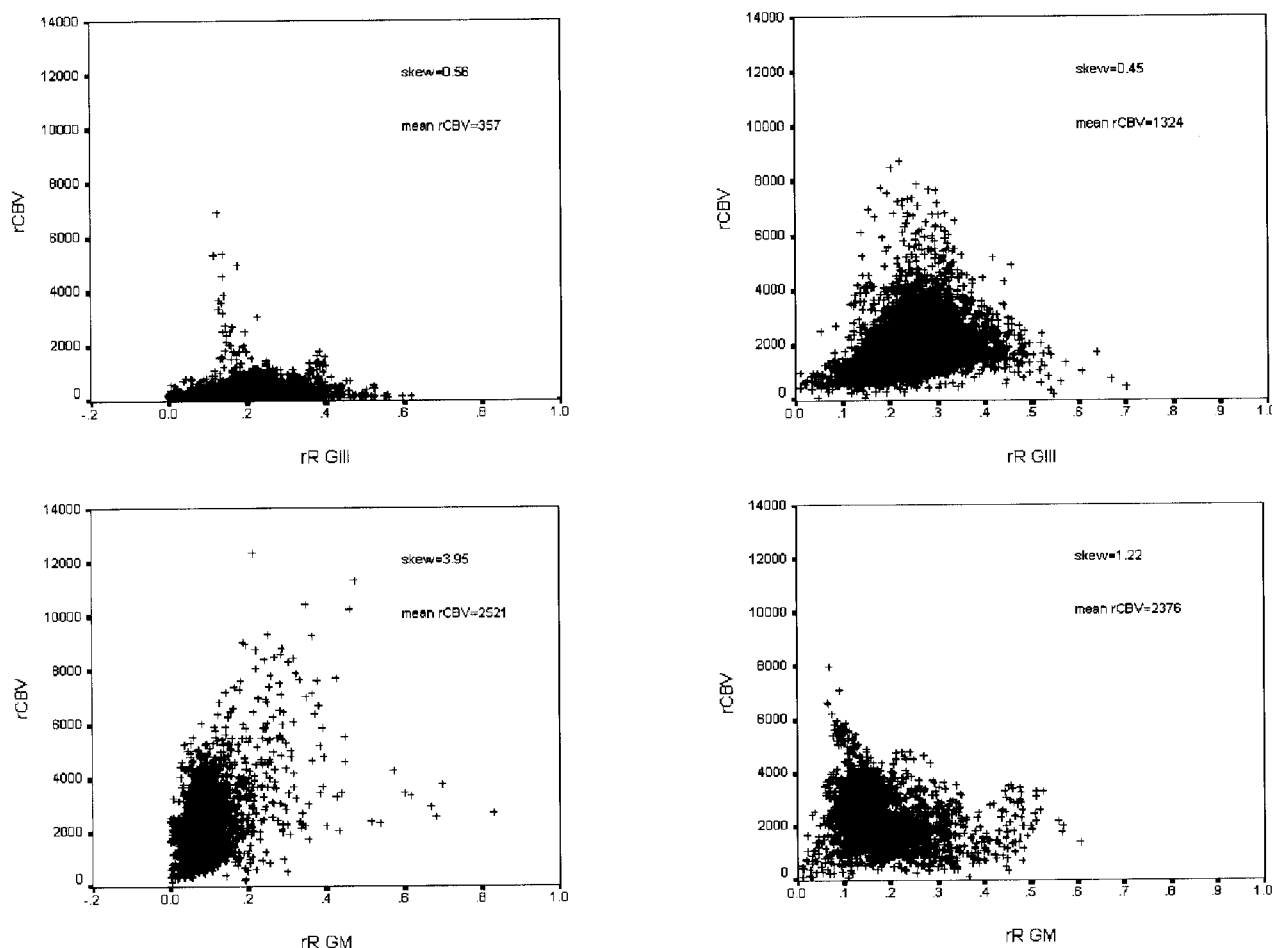 14000
12000
10000
8000
6000
4000
2000
0
rCBV
skew=0.56
mean rCBV=357
-.2 0.0 .2 .4 .6 .8 1.0
rR GIII
14000
12000
10000
8000
6000
4000
2000
0
rCBV
skew=0.45
mean rCBV=1324
0.0 .1 .2 .3 .4 .5 .6 .7 .8 .9 1.0
rR GIII
14000
12000
10000
8000
6000
4000
2000
0
rCBV
skew=3.95
mean rCBV=2521
-.2 0.0 .2 .4 .6 .8 1.0
rR GM
14000
12000
10000
8000
6000
4000
2000
0
rCBV
skew=1.22
mean rCBV=2376
0.0 .1 .2 .3 .4 .5 .6 .7 .8 .9 1.0
rR GM